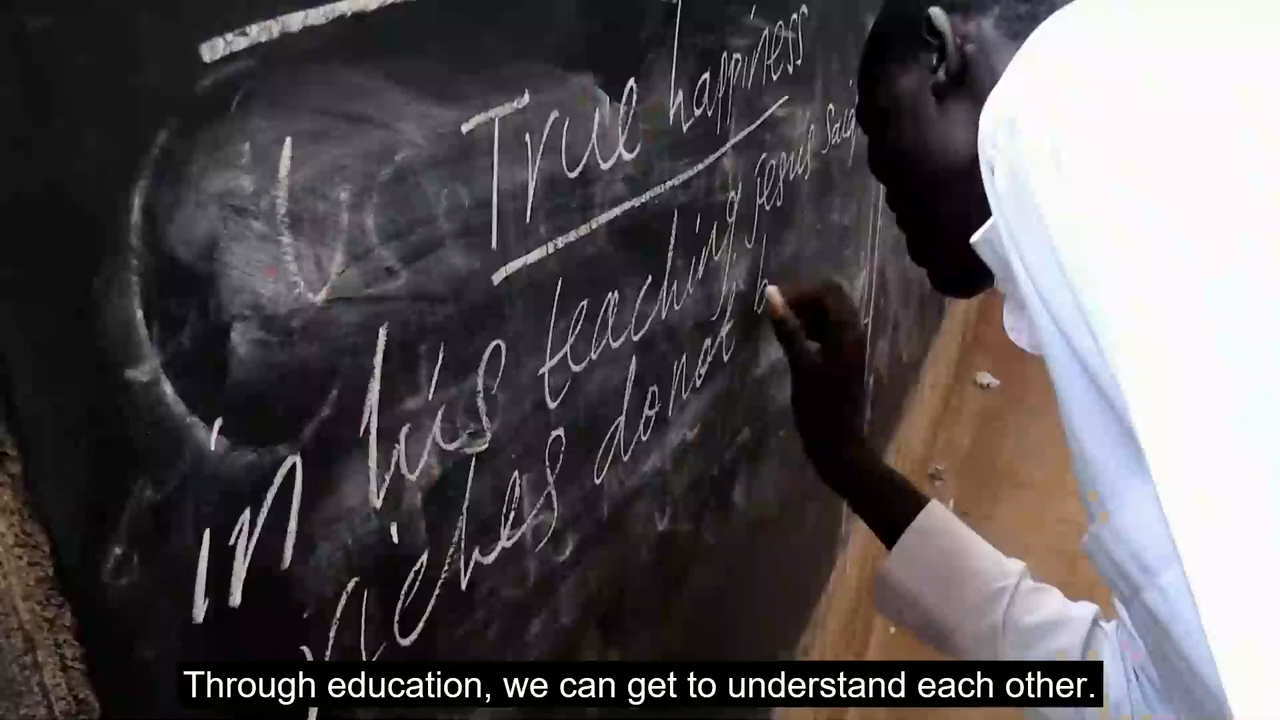 True happiness
in his teaching jesus said
riches do not b
Through education, we can get to understand each other.